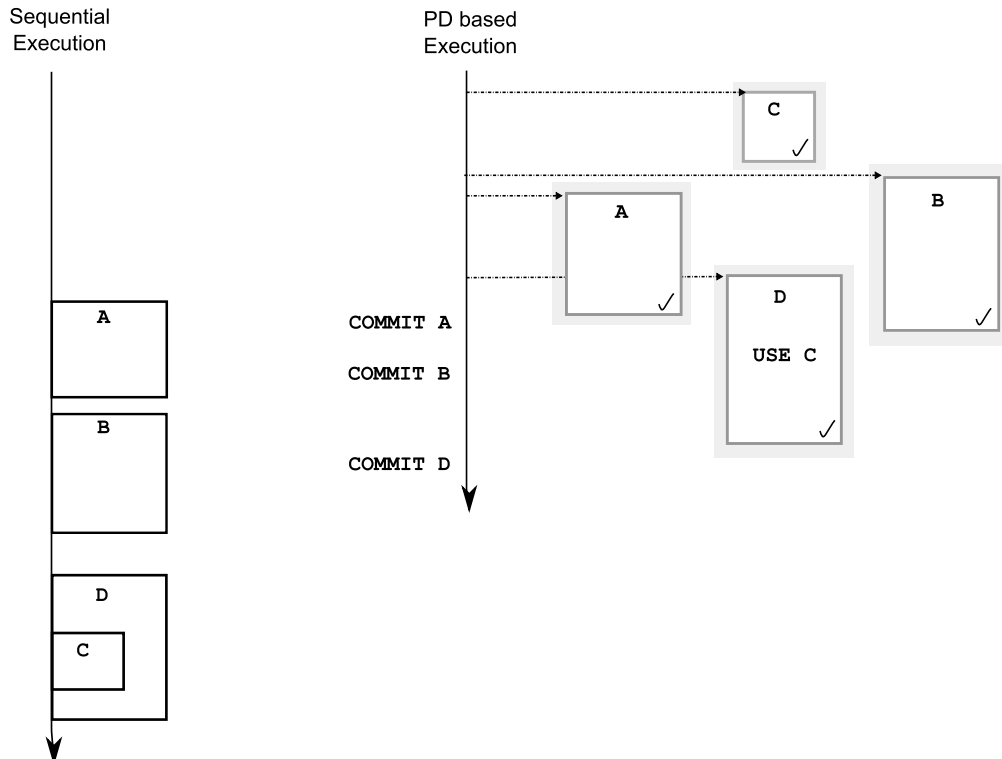 Sequential
Execution
A
B
D
C
PD based
Execution
C
B
A
D
USE C
COMMIT A
COMMIT B
COMMIT D